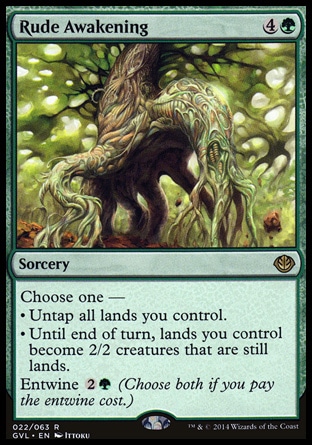 Rude Awakening 4
Sorcery
Choose one —
• Untap all lands you control.
• Until end of turn, lands you control
become 2/2 creatures that are still
lands.
Entwine 2 (Choose both if you pay
the entwine cost.)
022/063 R
GVL • EN ITTOKU
™ & © 2014 Wizards of the Coast